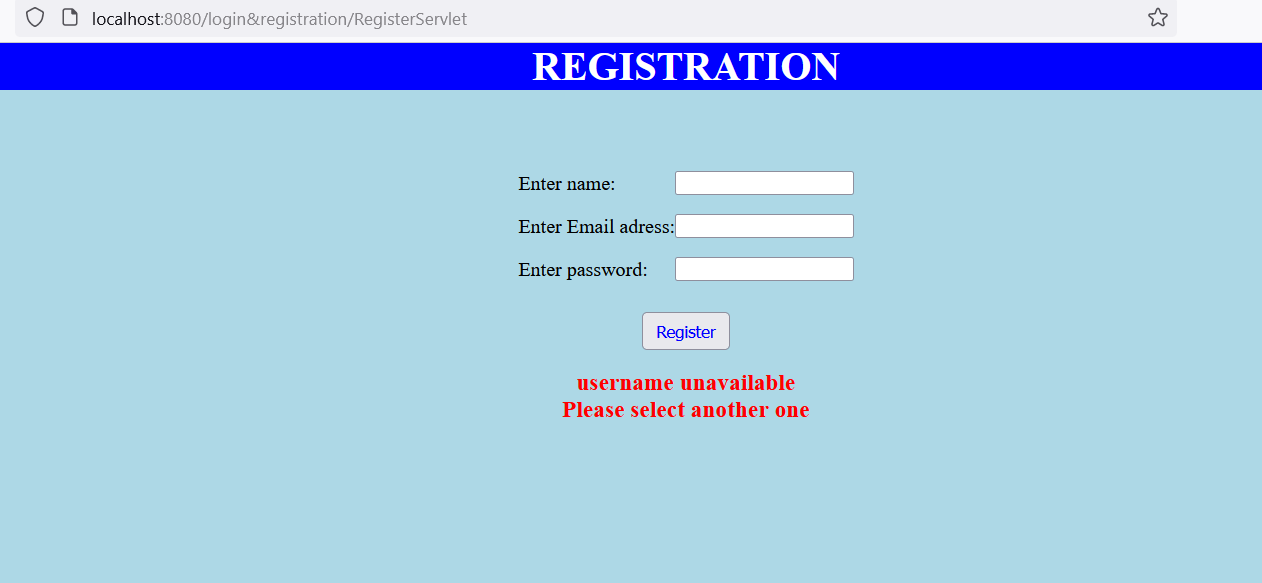 localhost:8080/login&registration/RegisterServlet
REGISTRATION
Enter name:
Enter Email adress:
Enter password:
Register
username unavailable
Please select another one